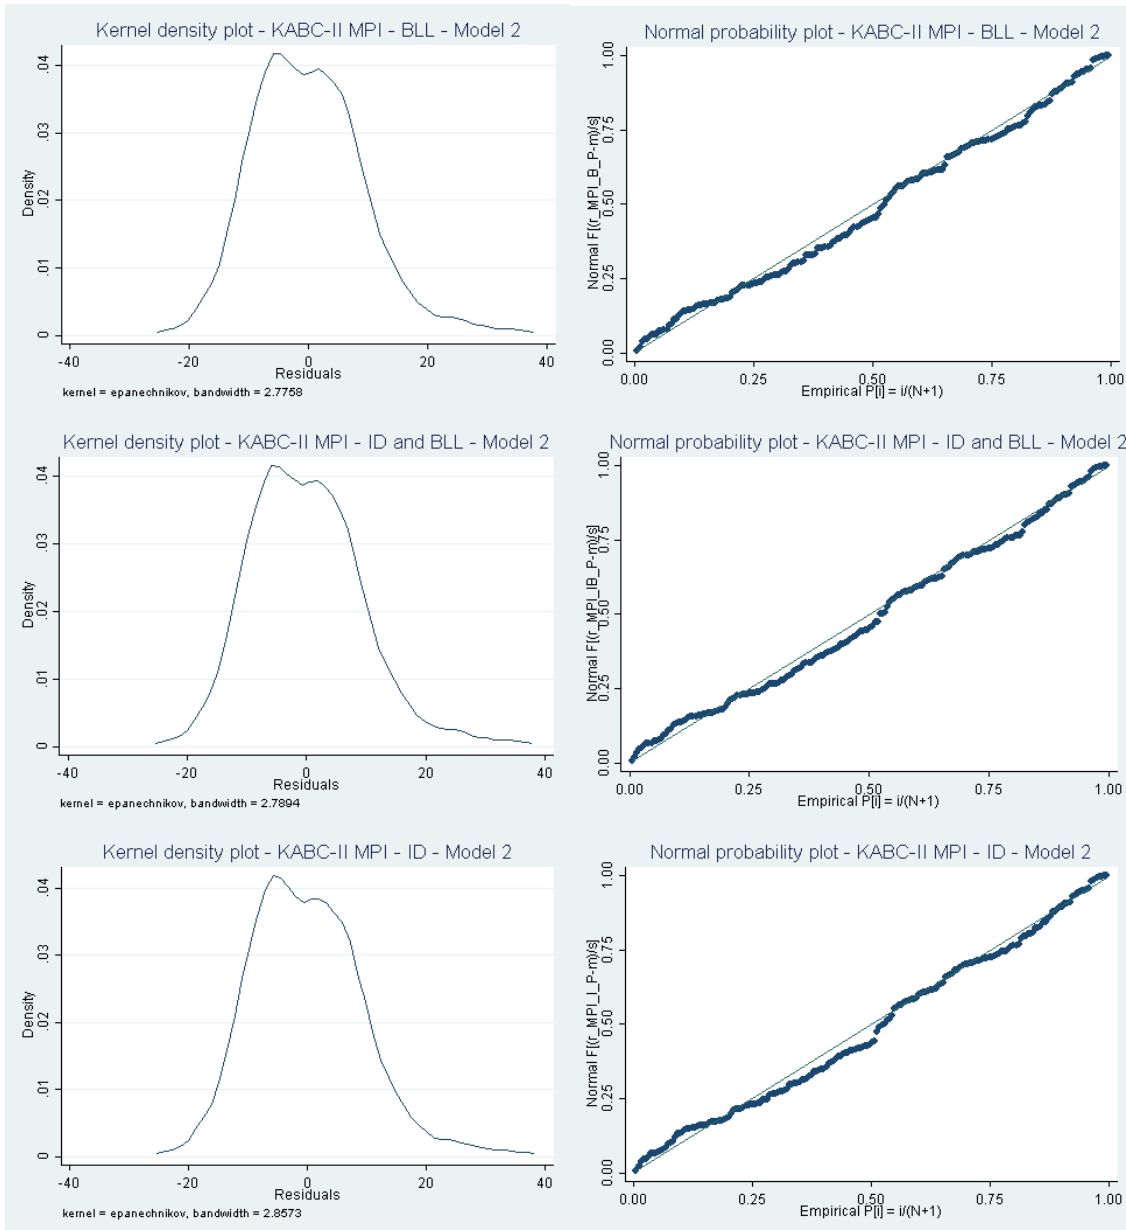 Kernel density plot - KABC-II MPI - BLL - Model 2
Density
0 .01 .02 .03 .04
-40 -20 0 20 40
Residuals
kernel = epanechnikov, bandwidth = 2.7758
Normal probability plot - KABC-II MPI - BLL - Model 2
Normal F[(r_MPI_B_P-m)/s]
0.00 0.25 0.50 0.75 1.00
0.00 0.25 0.50 0.75 1.00
Empirical P[i] = i/(N+1)
Kernel density plot - KABC-II MPI - ID and BLL - Model 2
Density
0 .01 .02 .03 .04
-40 -20 0 20 40
Residuals
kernel = epanechnikov, bandwidth = 2.7894
Normal probability plot - KABC-II MPI - ID and BLL - Model 2
Normal F[(r_MPI_IB_P-m)/s]
0.00 0.25 0.50 0.75 1.00
0.00 0.25 0.50 0.75 1.00
Empirical P[i] = i/(N+1)
Kernel density plot - KABC-II MPI - ID - Model 2
Density
0 .01 .02 .03 .04
-40 -20 0 20 40
Residuals
kernel = epanechnikov, bandwidth = 2.8573
Normal probability plot - KABC-II MPI - ID - Model 2
Normal F[(r_MPI_I_P-m)/s]
0.00 0.25 0.50 0.75 1.00
0.00 0.25 0.50 0.75 1.00
Empirical P[i] = i/(N+1)